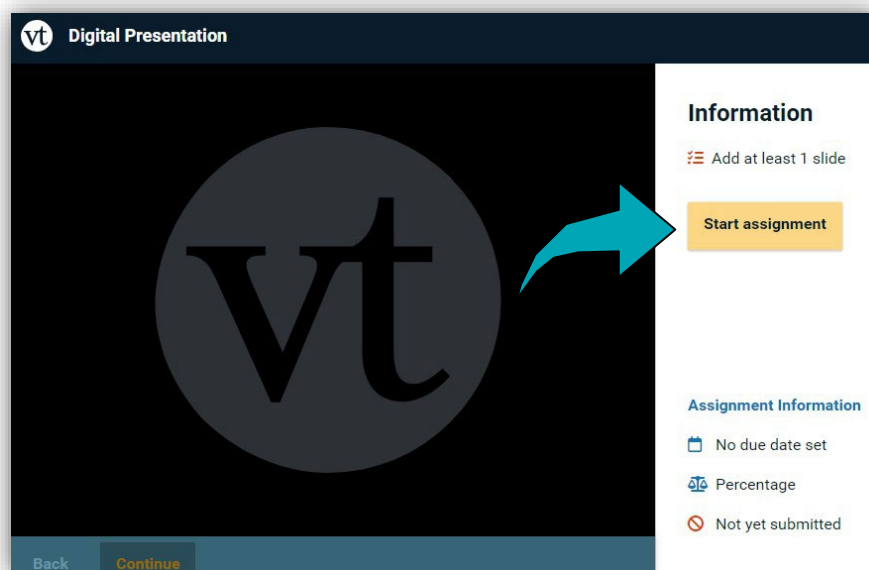 vt Digital Presentation
vt
Information
Add at least 1 slide
Start assignment
Assignment Information
No due date set
Percentage
Not yet submitted
Back Continue